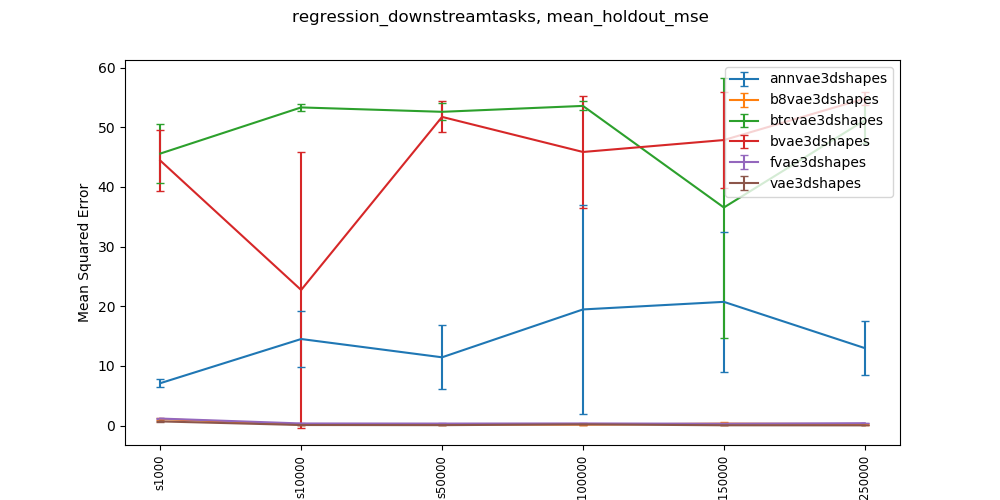 regression_downstreamtasks, mean_holdout_mse
60
50
40
30
20
10
0
Mean Squared Error
annvae3dshapes
b8vae3dshapes
btcvae3dshapes
bvae3dshapes
fvae3dshapes
vae3dshapes
s1000
s10000
s50000
100000
150000
250000